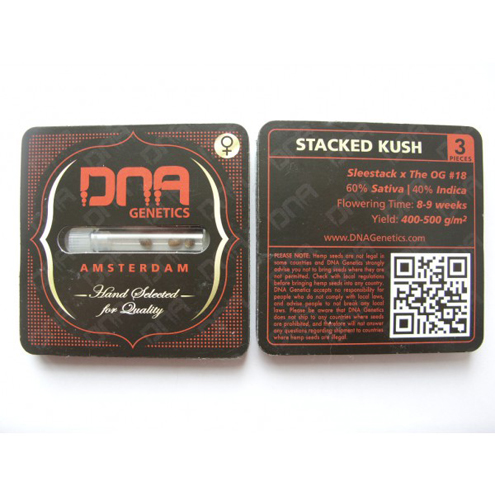 DNA
GENETICS
AMSTERDAM
Hand Selected
for Quality
STACKED KUSH
3
PIECES
Sleestack x The OG #18
60% Sativa | 40% Indica
Flowering Time: 8-9 weeks
Yield: 400-500 g/m²
www.DNAGenetics.com
PLEASE NOTE: Hemp seeds are not legal in
some countries and DNA Genetics strongly
advise you not to bring seeds where they are
not permitted. Check local law regulations
before bringing hemp seeds into any country.
DNA Genetics accepts no responsibility for
people who do not comply with local laws,
and advise people to not break any local
laws. Please be aware that DNA Genetics
does not ship to any countries where seeds
are prohibited, and therefore will not answer
any questions regarding shipment to countries
where hemp seeds are illegal.